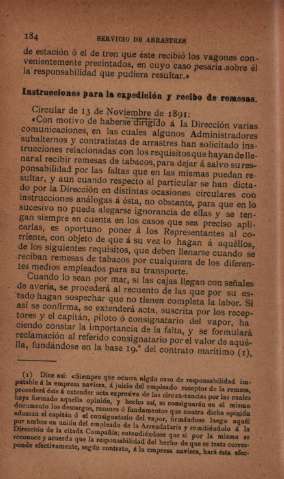 184 SERVICIO DE ARRASTRES
de estación ó el de tren que éste recibió los vagones con-
venientemente precintados, en cuyo caso pesaría sobre él
la responsabilidad que pudiera resultar.»
Instrucciones para la expedición y recibo de remesas.
Circular de 13 de Noviembre de 1891:
«Con motivo de haberse dirigido á la Dirección varias
comunicaciones, en las cuales algunos Administradores
subalternos y contratistas de arrastres han solicitado ins-
trucciones relacionadas con los requisitos que hayan de lle-
nar al recibir remesas de tabacos, para dejar á salvo su res-
ponsabilidad por las faltas que en las mismas puedan re-
sultar, y aun cuando respecto al particular se han dicta-
do por la Dirección en distintas ocasiones circulares con
instrucciones análogas á ésta, no obstante, para que en lo
sucesivo no pueda alegarse ignorancia de ellas y se ten-
gan siempre en cuenta en los casos que sea preciso apli-
carlas, es oportuno poner á los Representantes al co-
rriente, con objeto de que á su vez lo hagan á aquéllos,
de los siguientes requisitos, que deben llenarse cuando se
reciban remesas de tabacos por cualquiera de los diferen-
tes medios empleados para su transporte.
Cuando lo sean por mar, si las cajas llegan con señales
de avería, se procederá al recuento de las que por su es-
tado hagan sospechar que no tienen completa la labor. Si
así se confirma, se extenderá acta, suscrita por los recep-
tores y el capitán, piloto ó consignatario del vapor, ha-
ciendo constar la importancia de la falta, y se formulará
reclamación al referido consignatario por el valor de aqué-
lla, fundándose en la base 19.ª del contrato marítimo (1),
(1) Dice así: «Siempre que ocurra algún caso de responsabilidad im-
putable á la empresa naviera, á juicio del empleado receptor de la remesa,
procederá éste á extender acta expresiva de las circunstancias por las cuales
haya formado aquella opinión, y hecho así, se consignarán en el mismo
documento los descargos, razones ó fundamentos que contra dicha opinión
aduzcan el capitán ó el consignatario del vapor, firmándose luego aquél
por ambos en unión del empleado de la Arrendataria y remitiéndolo á la
Dirección de la citada Compañía; entendiéndose que si por la misma se
reconoce y acuerda que la responsabilidad del hecho de que se trata corres-
ponde efectivamente, según contrato, á la empresa naviera, hará ésta efec-